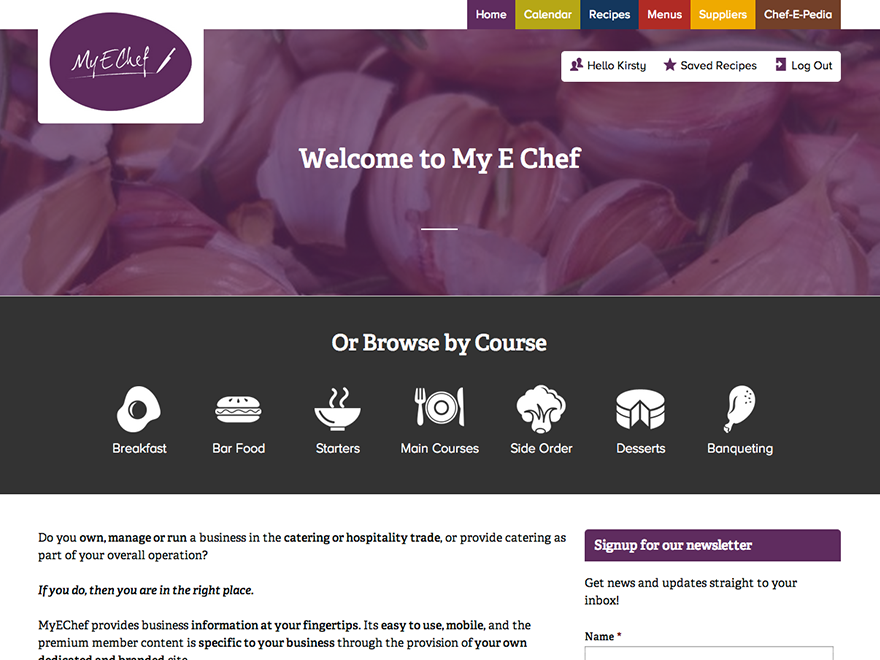 Home Calendar Recipes Menus Suppliers Chef-E-Pedia
MyEChef
Hello Kirsty Saved Recipes Log Out
Welcome to My E Chef
Or Browse by Course
Breakfast Bar Food Starters Main Courses Side Order Desserts Banqueting
Do you own, manage or run a business in the catering or hospitality trade, or provide catering as
part of your overall operation?
If you do, then you are in the right place.
MyEChef provides business information at your fingertips. Its easy to use, mobile, and the
premium member content is specific to your business through the provision of your own
dedicated and branded site
Signup for our newsletter
Get news and updates straight to your
inbox!
Name *